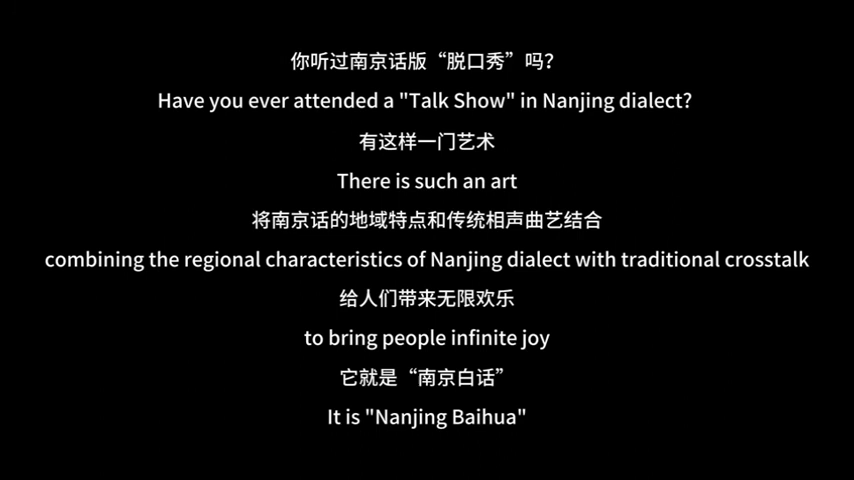 你听过南京话版“脱口秀”吗？
Have you ever attended a "Talk Show" in Nanjing dialect?
有这样一门艺术
There is such an art
将南京话的地域特点和传统相声曲艺结合
combining the regional characteristics of Nanjing dialect with traditional crosstalk
给人们带来无限欢乐
to bring people infinite joy
它就是“南京白话”
It is "Nanjing Baihua"